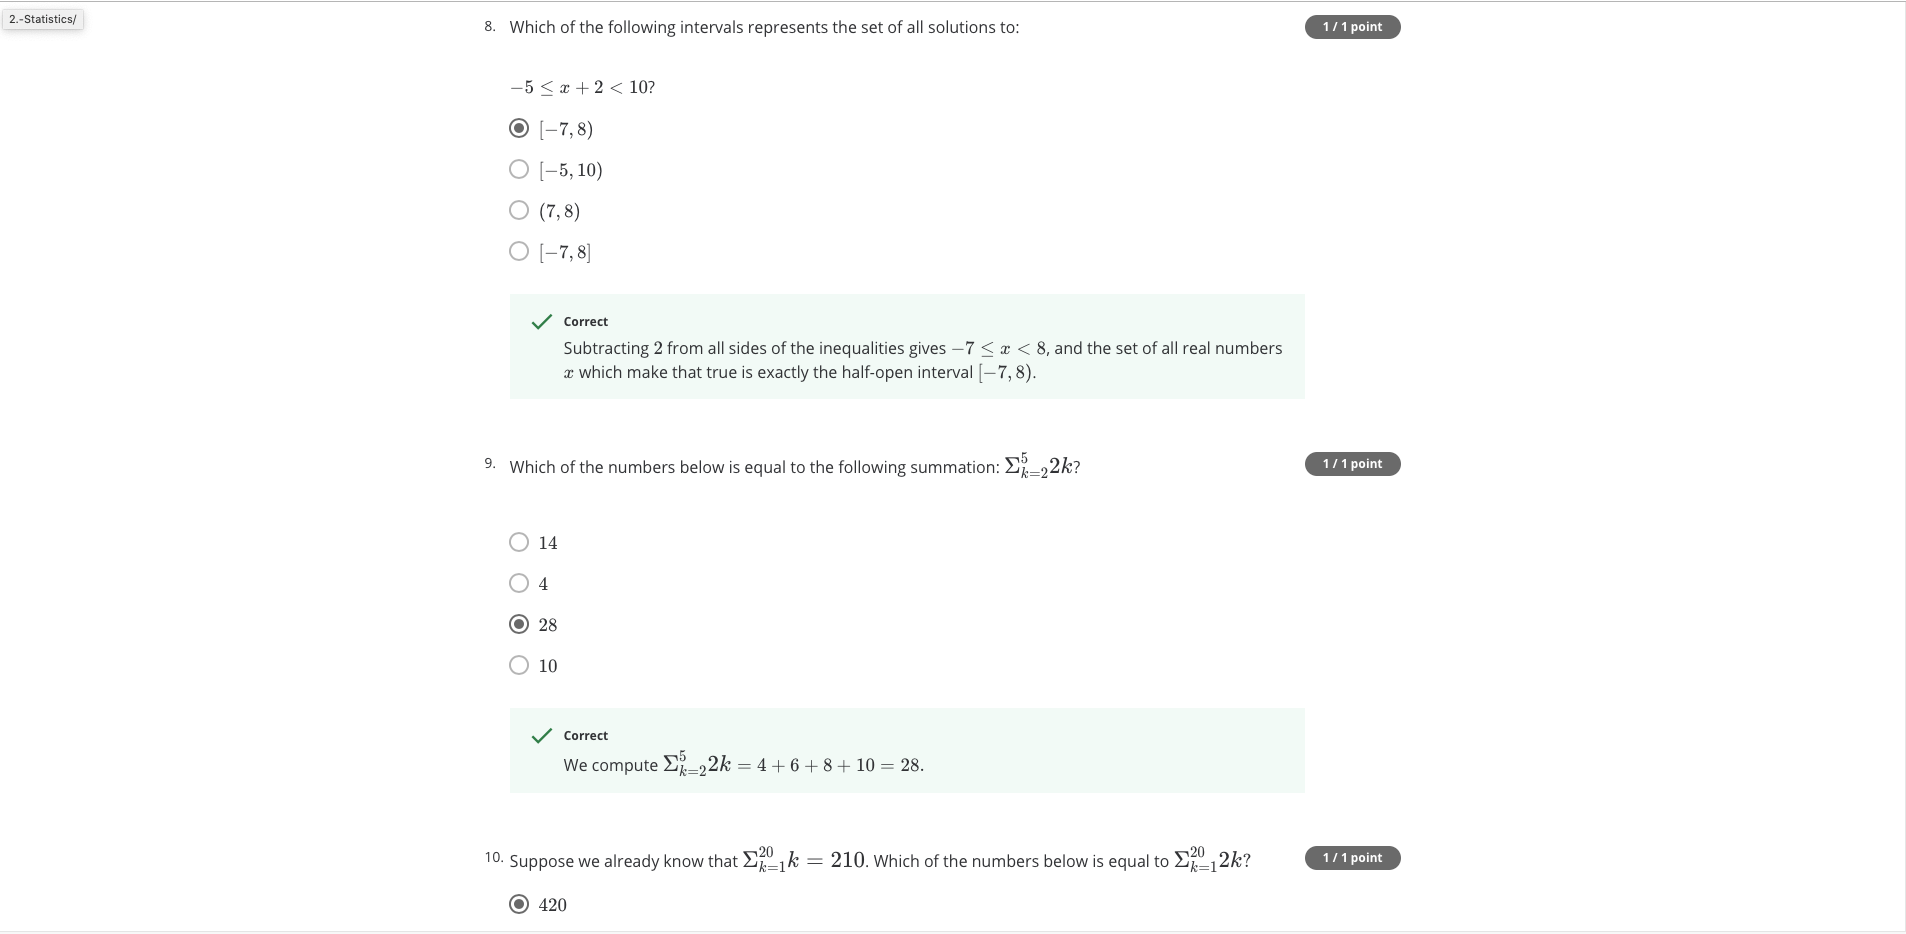 2.-Statistics/
8. Which of the following intervals represents the set of all solutions to:
1 / 1 point
−5 ≤ x + 2 < 10?
[−7, 8)
[−5, 10)
(7, 8)
[−7, 8]
Correct
Subtracting 2 from all sides of the inequalities gives −7 ≤ x < 8, and the set of all real numbers
x which make that true is exactly the half-open interval [−7, 8).
9. Which of the numbers below is equal to the following summation: Σ_{k=2}^{5} 2k?
1 / 1 point
14
4
28
10
Correct
We compute Σ_{k=2}^{5} 2k = 4 + 6 + 8 + 10 = 28.
10. Suppose we already know that Σ_{k=1}^{20} k = 210. Which of the numbers below is equal to Σ_{k=1}^{20} 2k?
1 / 1 point
420